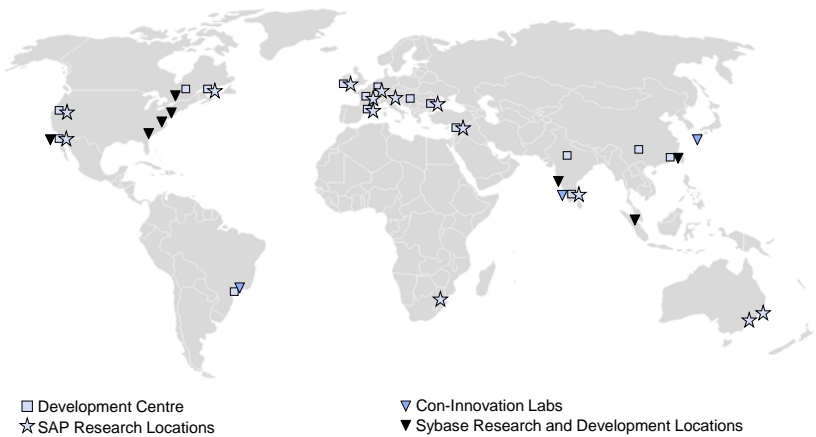 Development Centre
SAP Research Locations
Con-Innovation Labs
Sybase Research and Development Locations